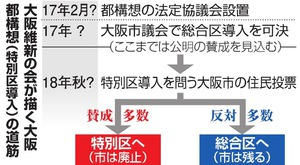 大阪維新の会が描く大阪
都構想(特別区導入)の道筋
17年2月? 都構想の法定協議会設置
17年 ? 大阪市議会で総合区導入を可決
(ここまでは公明の賛成を見込む)
18年秋? 特別区導入を問う大阪市の住民投票
賛成 多数
反対 多数
特別区へ
(市は廃止)
総合区へ
(市は残る)